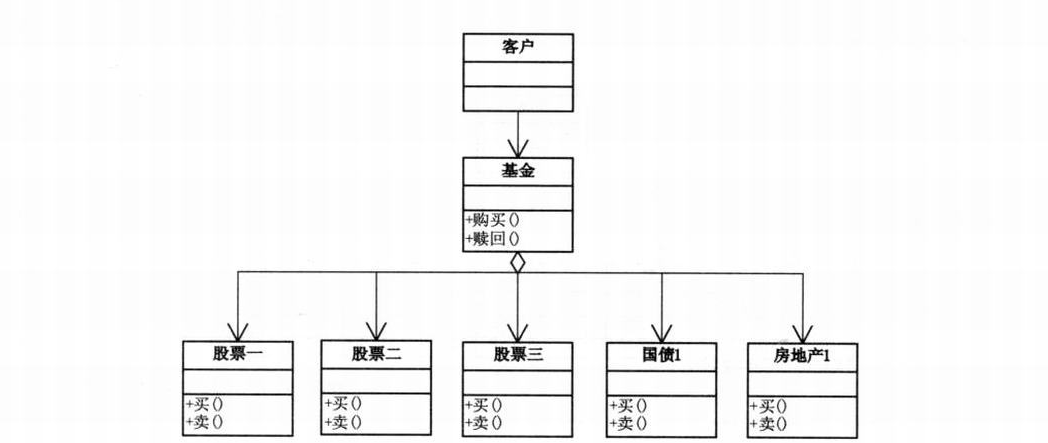 客户
基金
+购买()
+赎回()
股票一
+买()
+卖()
股票二
+买()
+卖()
股票三
+买()
+卖()
国债1
+买()
+卖()
房地产1
+买()
+卖()